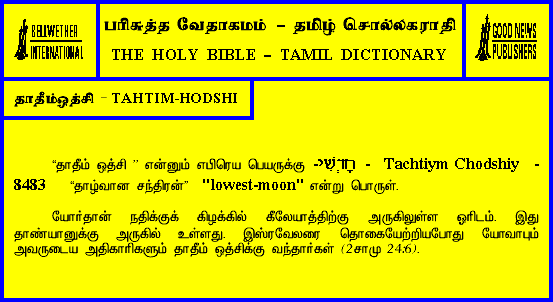 BELLWETHER
INTERNATIONAL
பரிசுத்த வேதாகமம் – தமிழ் சொல்லகராதி
THE HOLY BIBLE – TAMIL DICTIONARY
GOOD NEWS
PUBLISHERS
தாதீம்ஒத்சி – TAHTIM-HODSHI
“தாதீம் ஒத்சி ” என்னும் எபிரெய பெயருக்கு - Tachtiym Chodshiy -
8483 “தாழ்வான சந்திரன்” "lowest-moon" என்று பொருள்.
யோர்தான் நதிக்குக் கிழக்கில் கீலேயாத்திற்கு அருகிலுள்ள ஓரிடம். இது
தாண்யானுக்கு அருகில் உள்ளது. இஸ்ரவேலரை தொகையேற்றியபோது யோவாபும்
அவருடைய அதிகாரிகளும் தாதீம் ஒத்சிக்கு வந்தார்கள் (2சாமு 24:6).